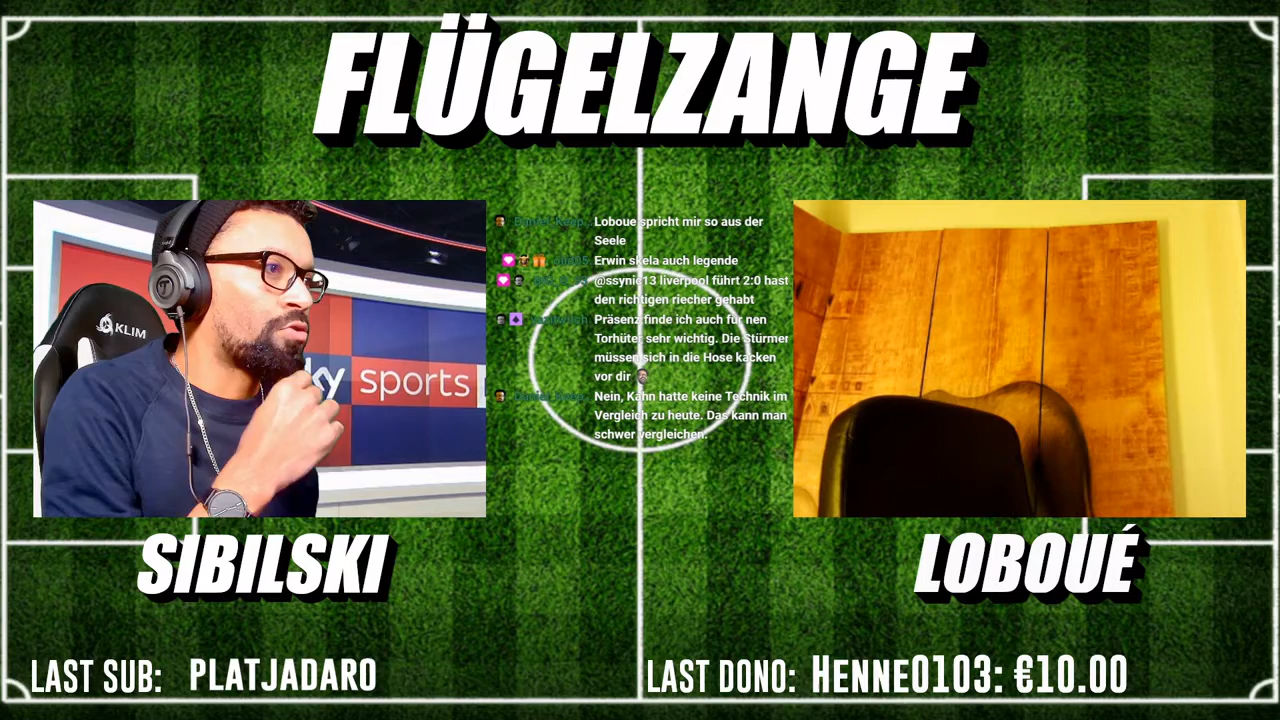 FLÜGELZANGE
KLIM
sky sports
Loboue spricht mir so aus der
Seele
Erwin skela auch legende
@ssynic13 liverpool führt 2:0 hast
den richtigen riecher gehabt
Präsenz finde ich auch für nen
Torhüter sehr wichtig. Die Stürmer
müssen sich in die Hose kacken
vor dir
Nein, Kahn hatte keine Technik im
Vergleich zu heute. Das kann man
schwer vergleichen.
SIBILSKI
LOBOUÉ
LAST SUB: PLATJADARO
LAST DONO: HENNE0103: €10.00